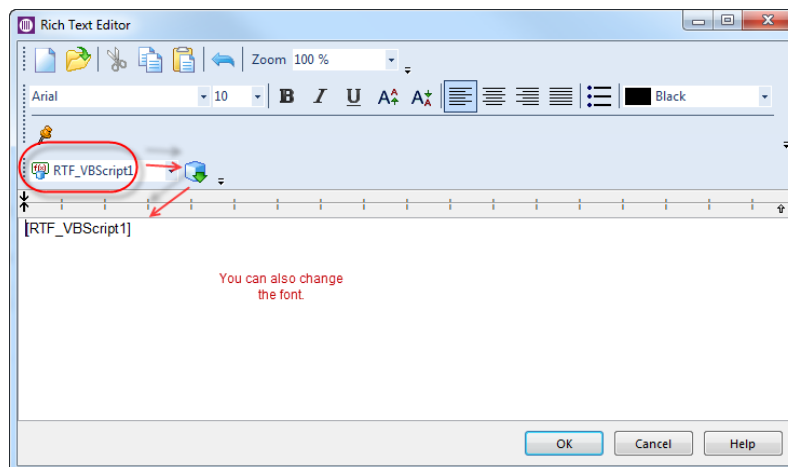 Rich Text Editor
Zoom 100 %
Arial 10 B I U A A Black
f(x) RTF_VBScript1
[RTF_VBScript1]
You can also change
the font.
OK Cancel Help